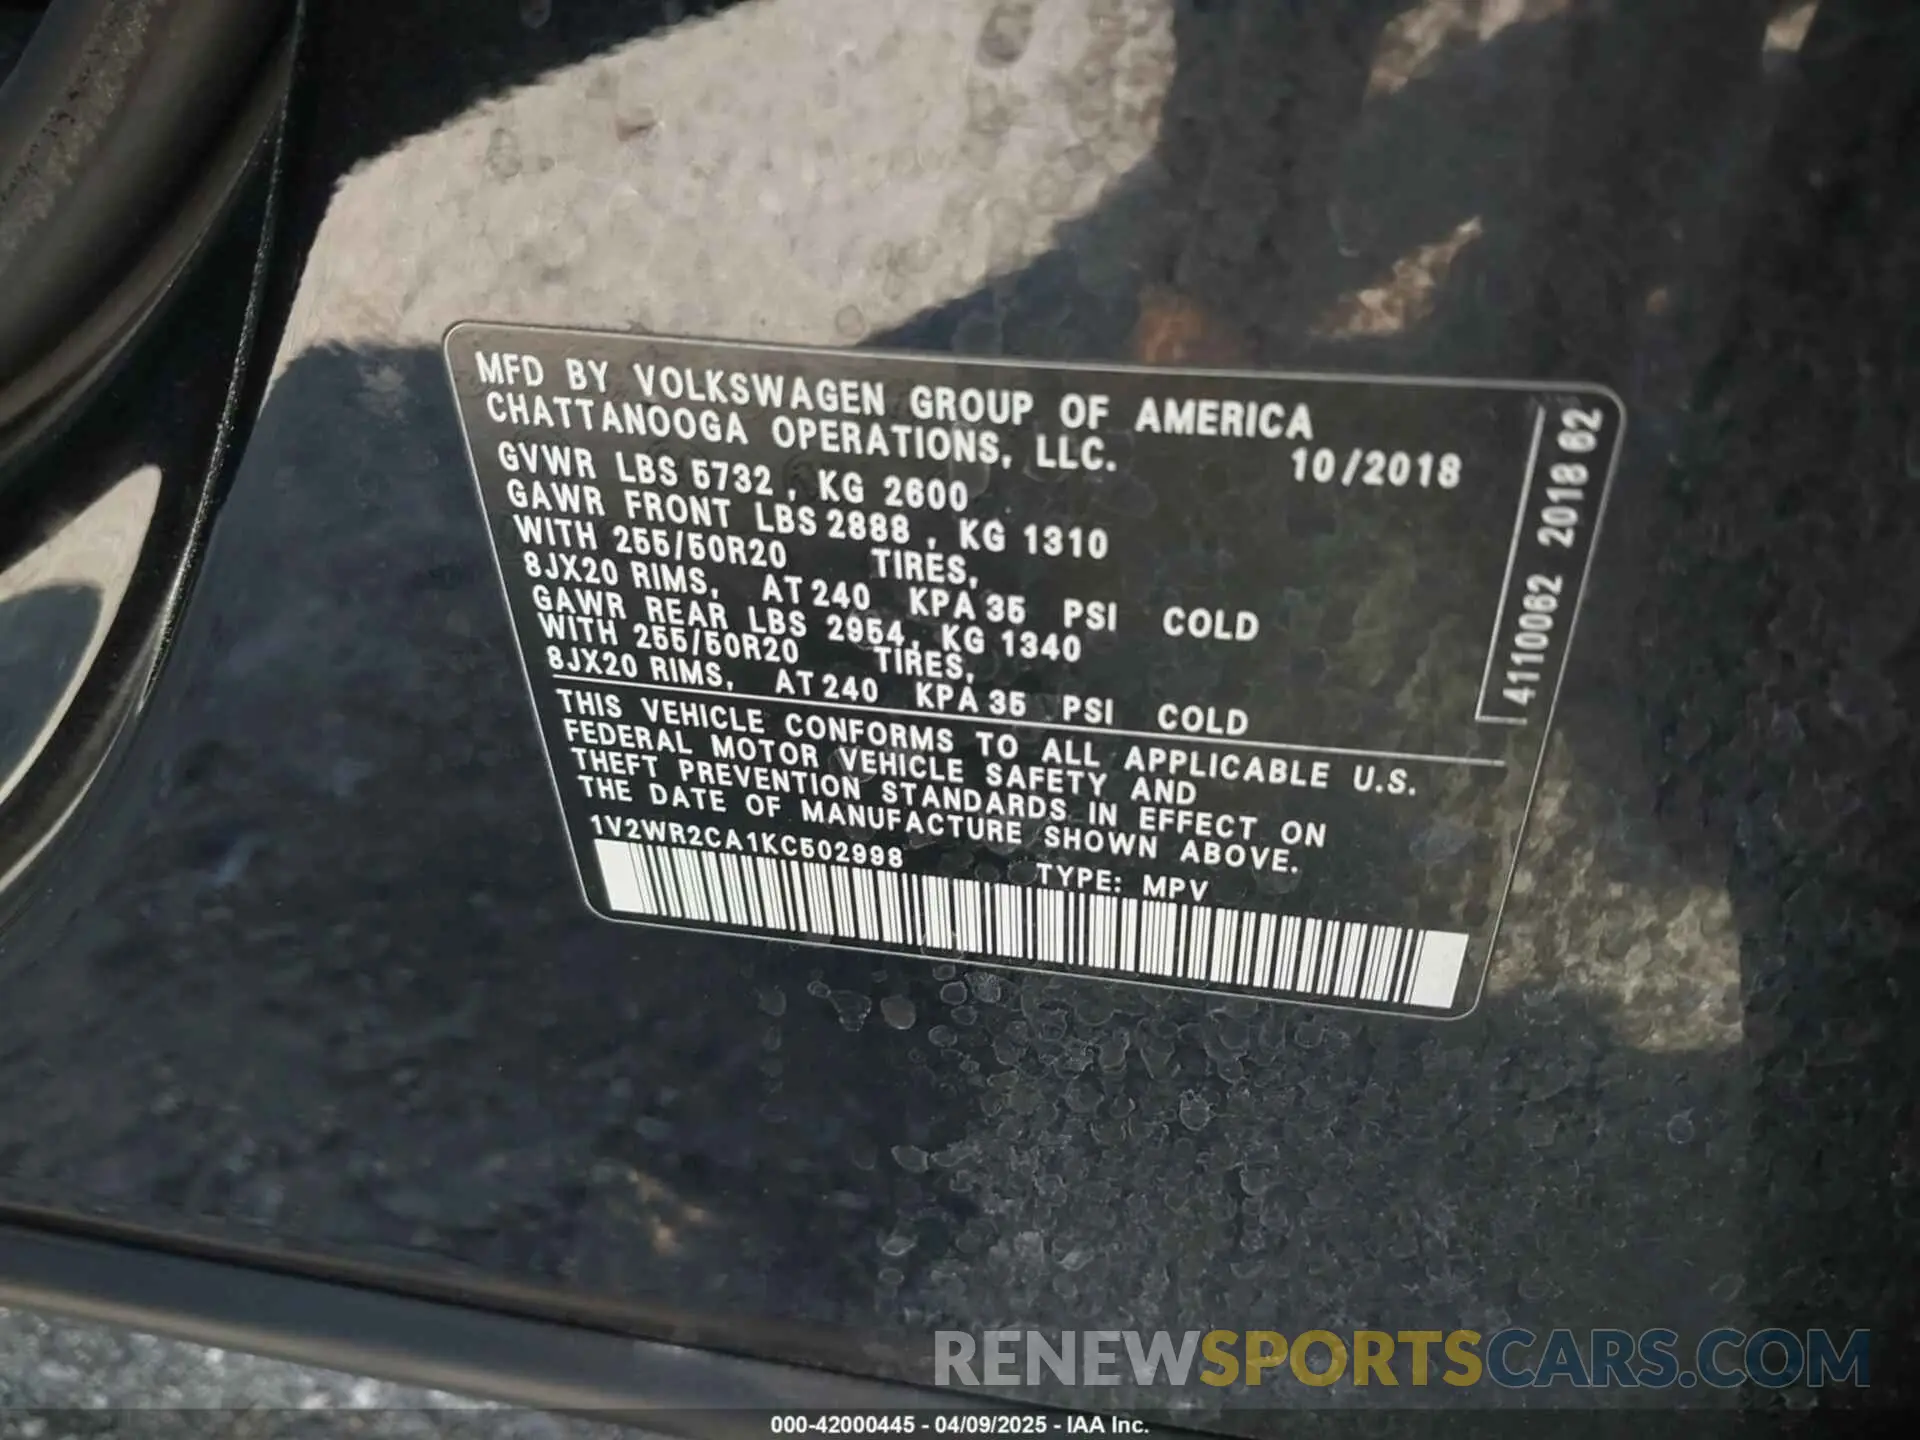 MFD BY VOLKSWAGEN GROUP OF AMERICA
CHATTANOOGA OPERATIONS, LLC.
10/2018
GVWR LBS 5732, KG 2600
GAWR FRONT LBS 2888, KG 1310
WITH 255/50R20 TIRES,
8JX20 RIMS, AT 240 KPA 35 PSI COLD
GAWR REAR LBS 2954, KG 1340
WITH 255/50R20 TIRES,
8JX20 RIMS, AT 240 KPA 35 PSI COLD
THIS VEHICLE CONFORMS TO ALL APPLICABLE U.S.
FEDERAL MOTOR VEHICLE SAFETY AND
THEFT PREVENTION STANDARDS IN EFFECT ON
THE DATE OF MANUFACTURE SHOWN ABOVE.
1V2WR2CA1KC502998 TYPE: MPV
4110062 2018 62
RENEWSPORTSCARS.COM
000-42000445 - 04/09/2025 - IAA Inc.